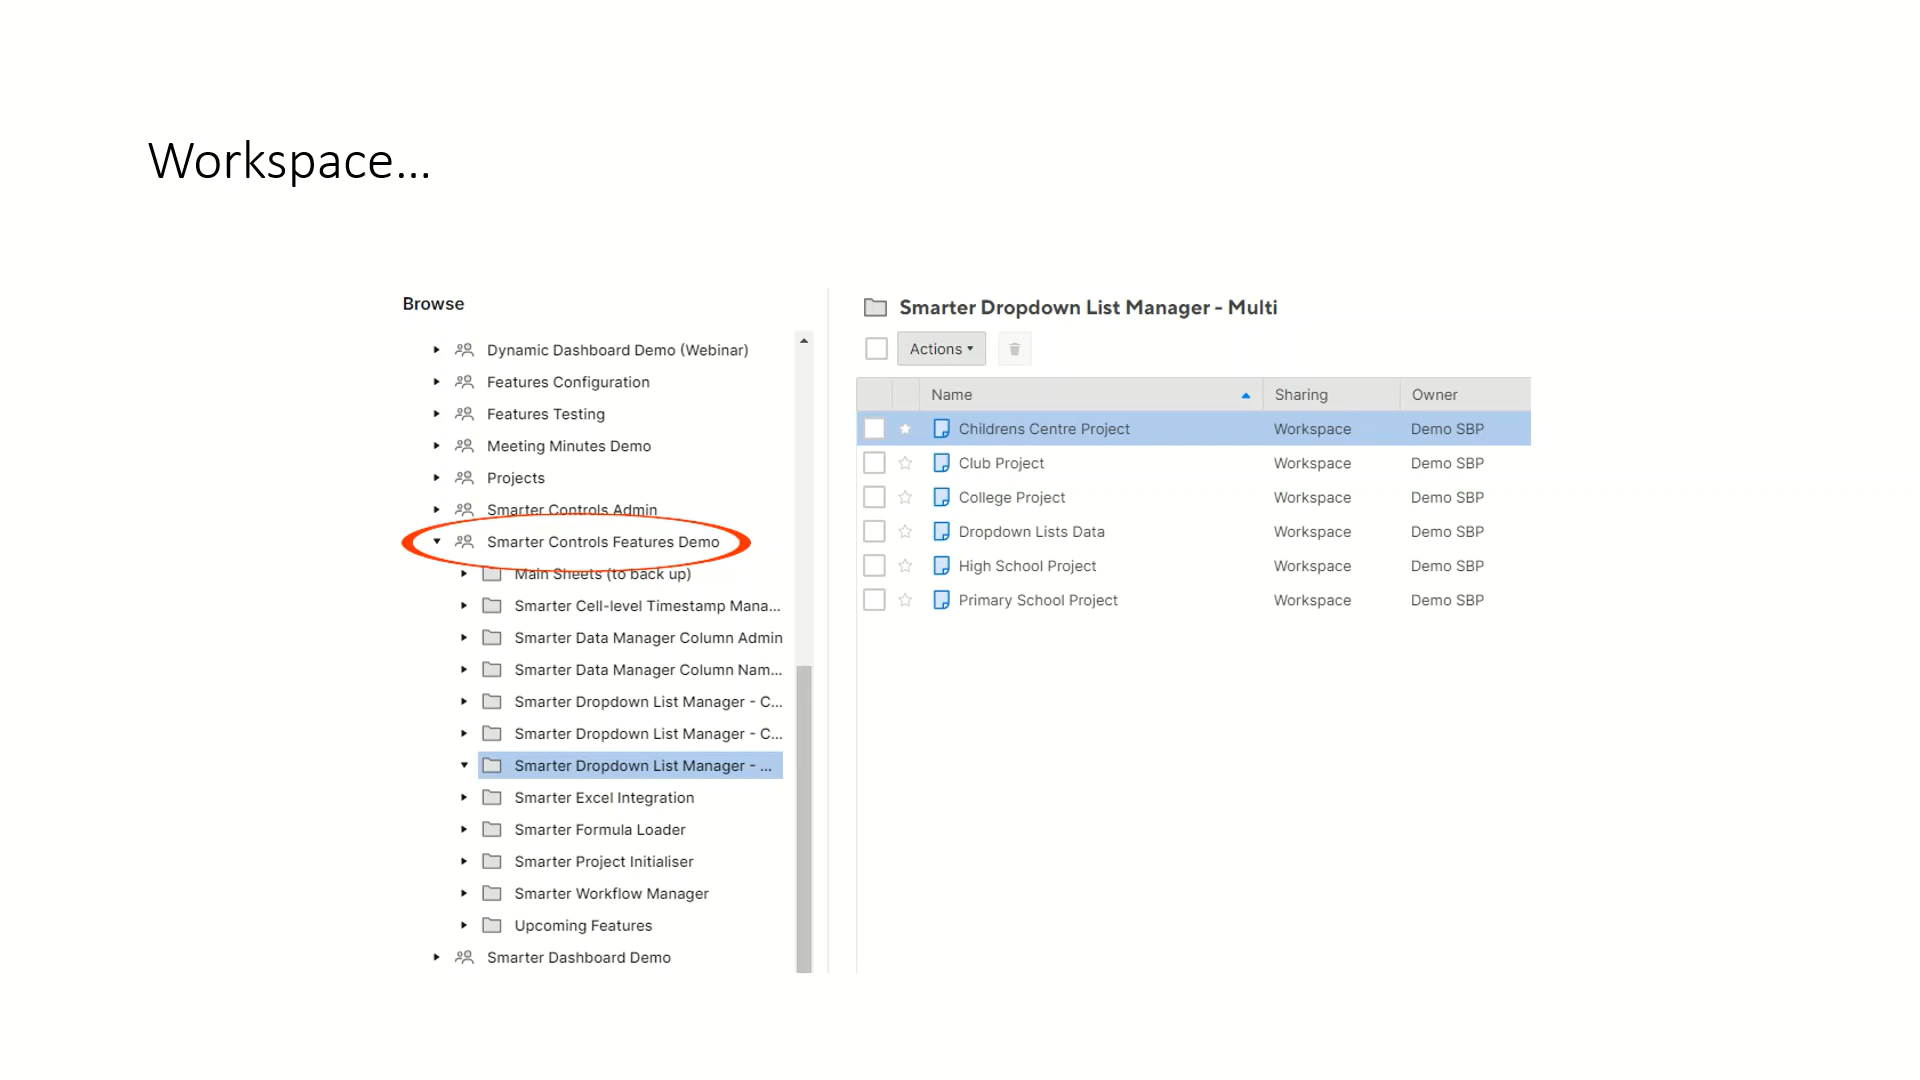 Workspace...
Browse
Dynamic Dashboard Demo (Webinar)
Features Configuration
Features Testing
Meeting Minutes Demo
Projects
Smarter Controls Admin
Smarter Controls Features Demo
Main Sheets (to back up)
Smarter Cell-level Timestamp Mana...
Smarter Data Manager Column Admin
Smarter Data Manager Column Nam...
Smarter Dropdown List Manager - C...
Smarter Dropdown List Manager - C...
Smarter Dropdown List Manager - ...
Smarter Excel Integration
Smarter Formula Loader
Smarter Project Initialiser
Smarter Workflow Manager
Upcoming Features
Smarter Dashboard Demo
Smarter Dropdown List Manager - Multi
Actions
Name Sharing Owner
Childrens Centre Project Workspace Demo SBP
Club Project Workspace Demo SBP
College Project Workspace Demo SBP
Dropdown Lists Data Workspace Demo SBP
High School Project Workspace Demo SBP
Primary School Project Workspace Demo SBP